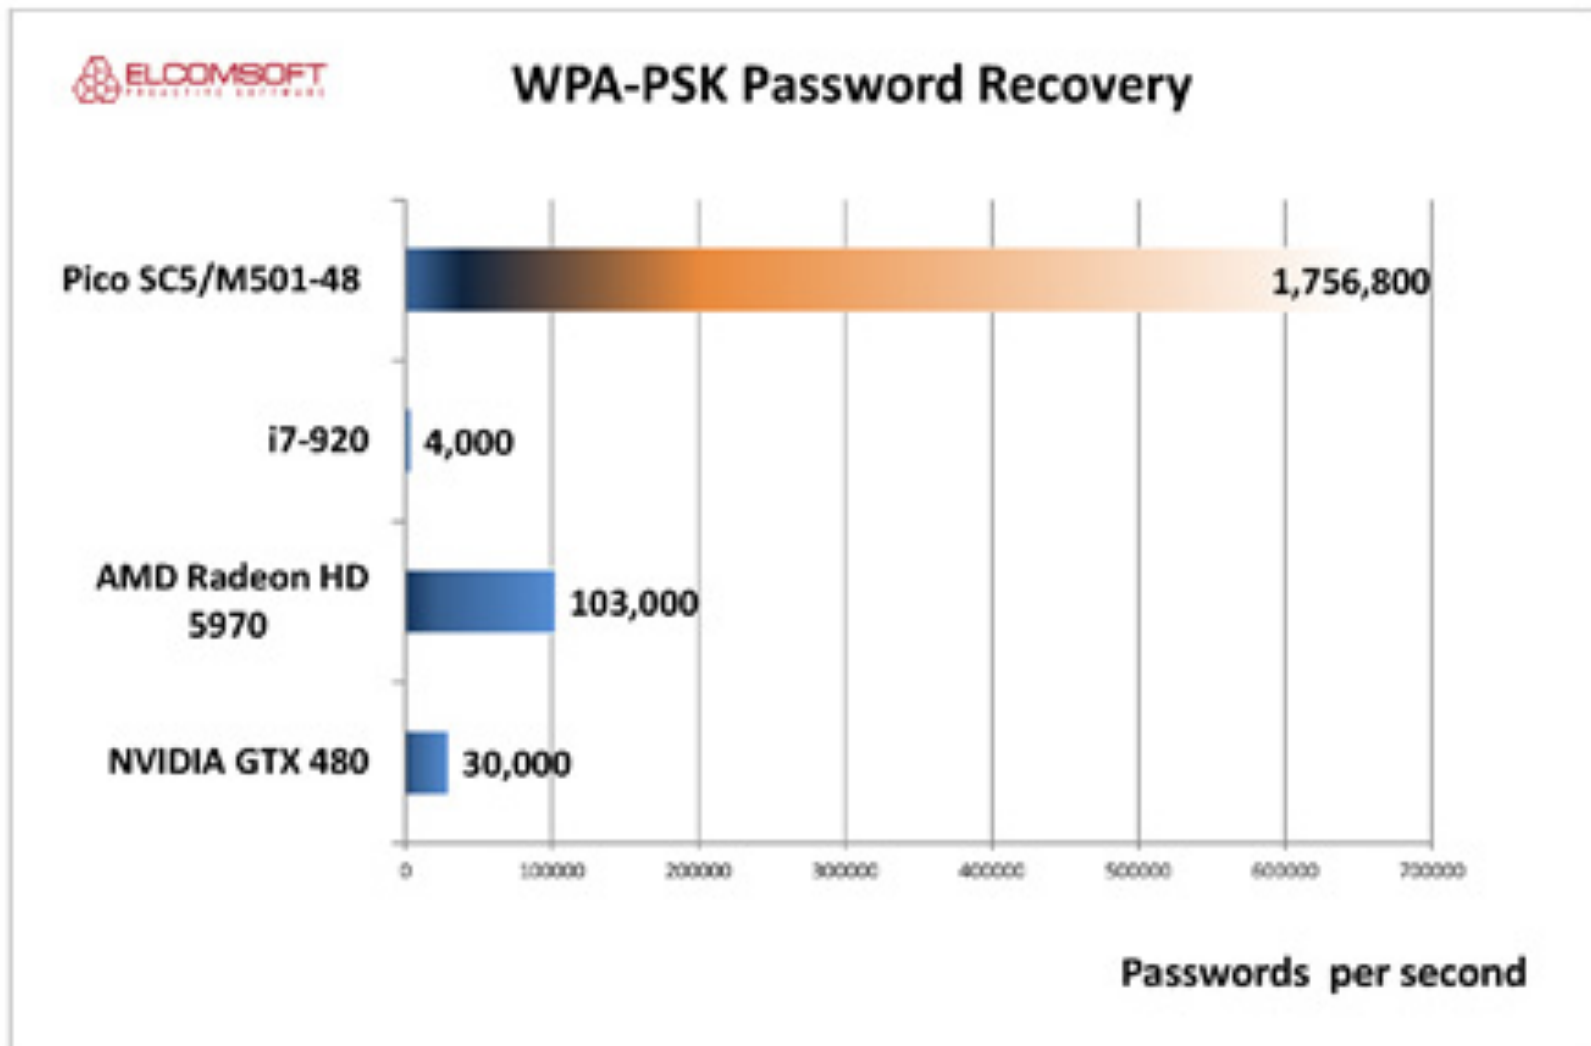 ELCOMSOFT
PROACTIVE SOFTWARE
WPA-PSK Password Recovery
Pico SC5/M501-48
1,756,800
i7-920
4,000
AMD Radeon HD
5970
103,000
NVIDIA GTX 480
30,000
0 100000 200000 300000 400000 500000 600000 700000
Passwords per second